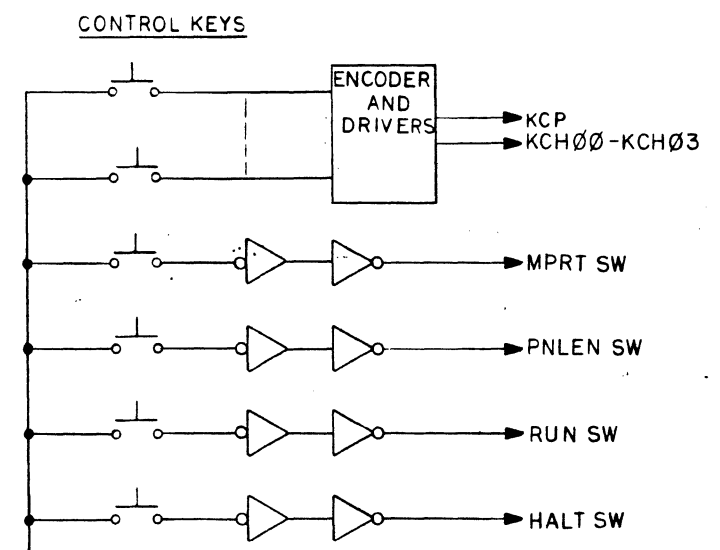 CONTROL KEYS
ENCODER
AND
DRIVERS
KCP
KCHØØ-KCHØ3
MPRT SW
PNLEN SW
RUN SW
HALT SW